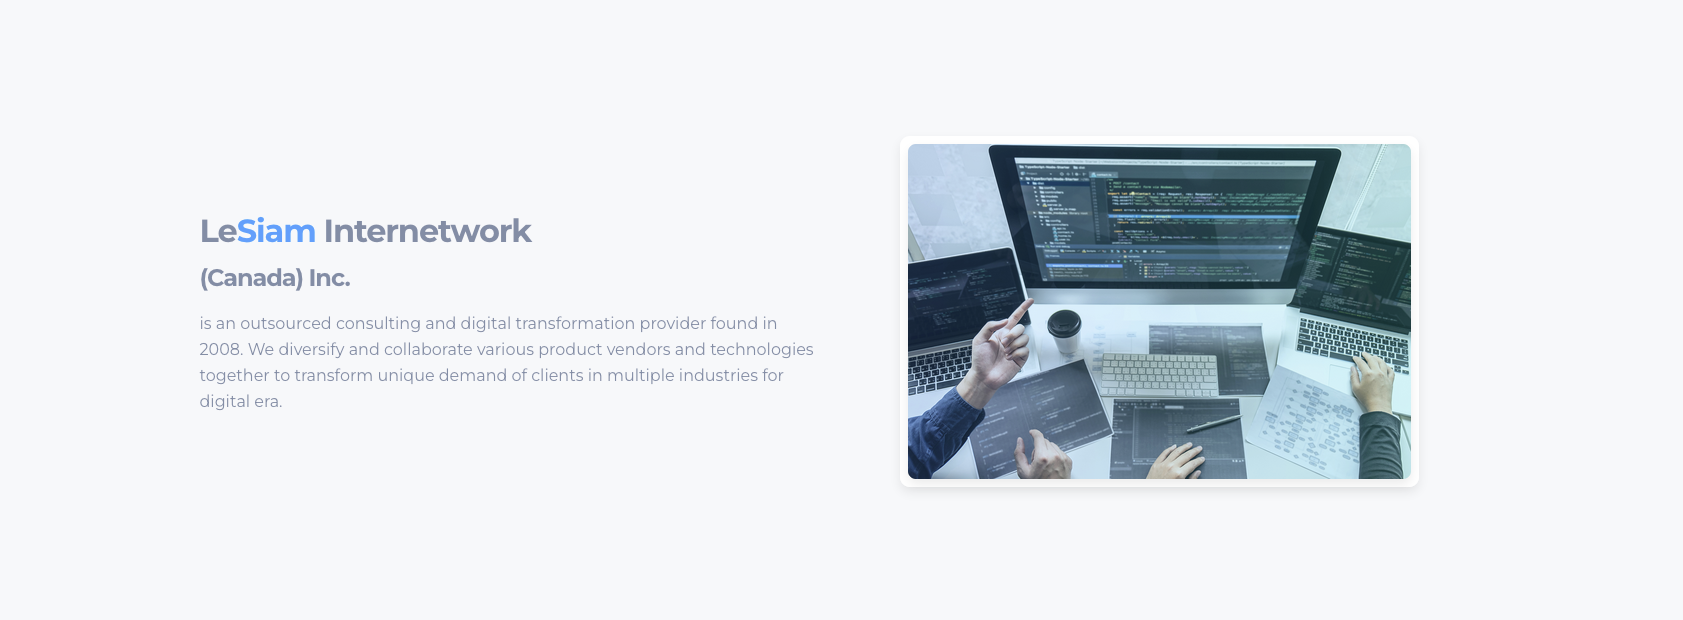 LeSiam Internetwork
(Canada) Inc.
is an outsourced consulting and digital transformation provider found in
2008. We diversify and collaborate various product vendors and technologies
together to transform unique demand of clients in multiple industries for
digital era.